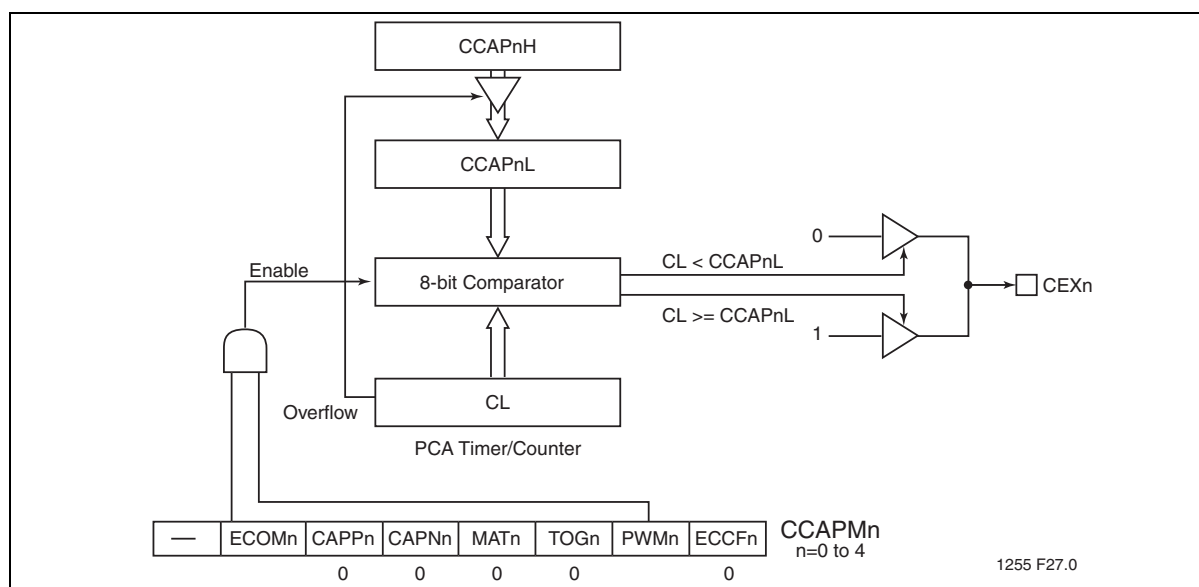 CCAPnH
CCAPnL
0
CL < CCAPnL
Enable
8-bit Comparator
CEXn
CL >= CCAPnL
1
Overflow
CL
PCA Timer/Counter
— ECOMn CAPPn CAPNn MATn TOGn PWMn ECCFn CCAPMn
n=0 to 4
0 0 0 0 0
1255 F27.0